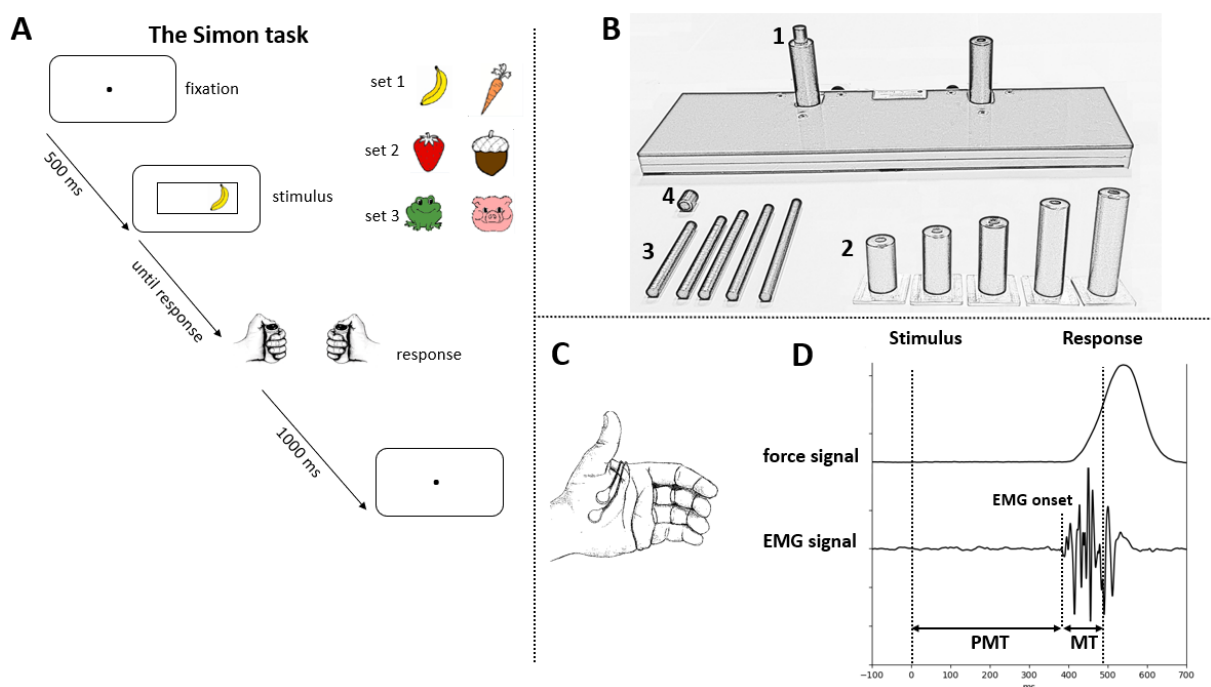 A
The Simon task
fixation
500 ms
stimulus
until response
response
1000 ms
set 1
set 2
set 3
B
1
2
3
4
C
D
Stimulus
Response
force signal
EMG onset
EMG signal
PMT
MT
−100
0
100
200
300
400
500
600
700
ms